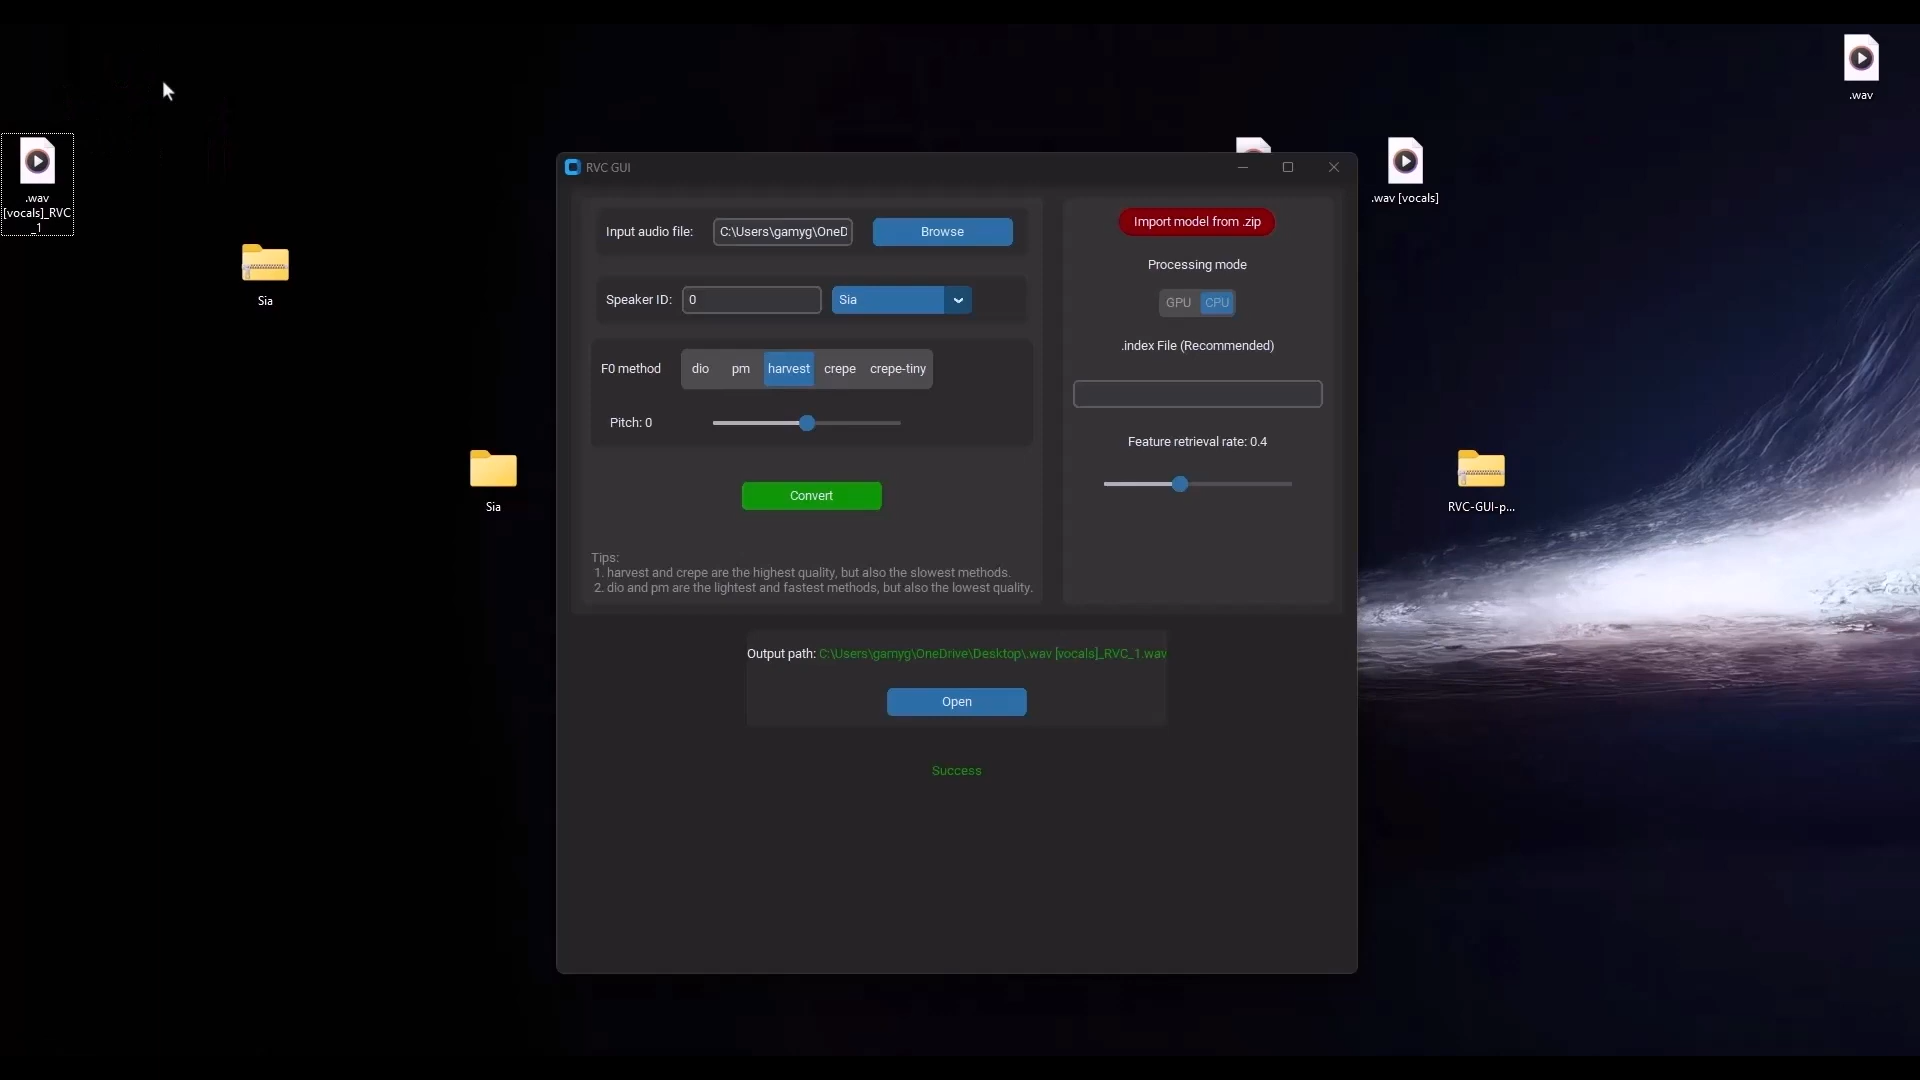 .wav
.wav
[vocals]_RVC
_1
Sia
Sia
RVC GUI
Input audio file:
C:\Users\gamyg\OneD
Browse
Speaker ID:
0
Sia
F0 method
dio
pm
harvest
crepe
crepe-tiny
Pitch: 0
Convert
Tips:
1. harvest and crepe are the highest quality, but also the slowest methods.
2. dio and pm are the lightest and fastest methods, but also the lowest quality.
Import model from .zip
Processing mode
GPU
CPU
.index File (Recommended)
Feature retrieval rate: 0.4
Output path: C:\Users\gamyg\OneDrive\Desktop\.wav [vocals]_RVC_1.wav
Open
Success
.wav [vocals]
RVC-GUI-p...